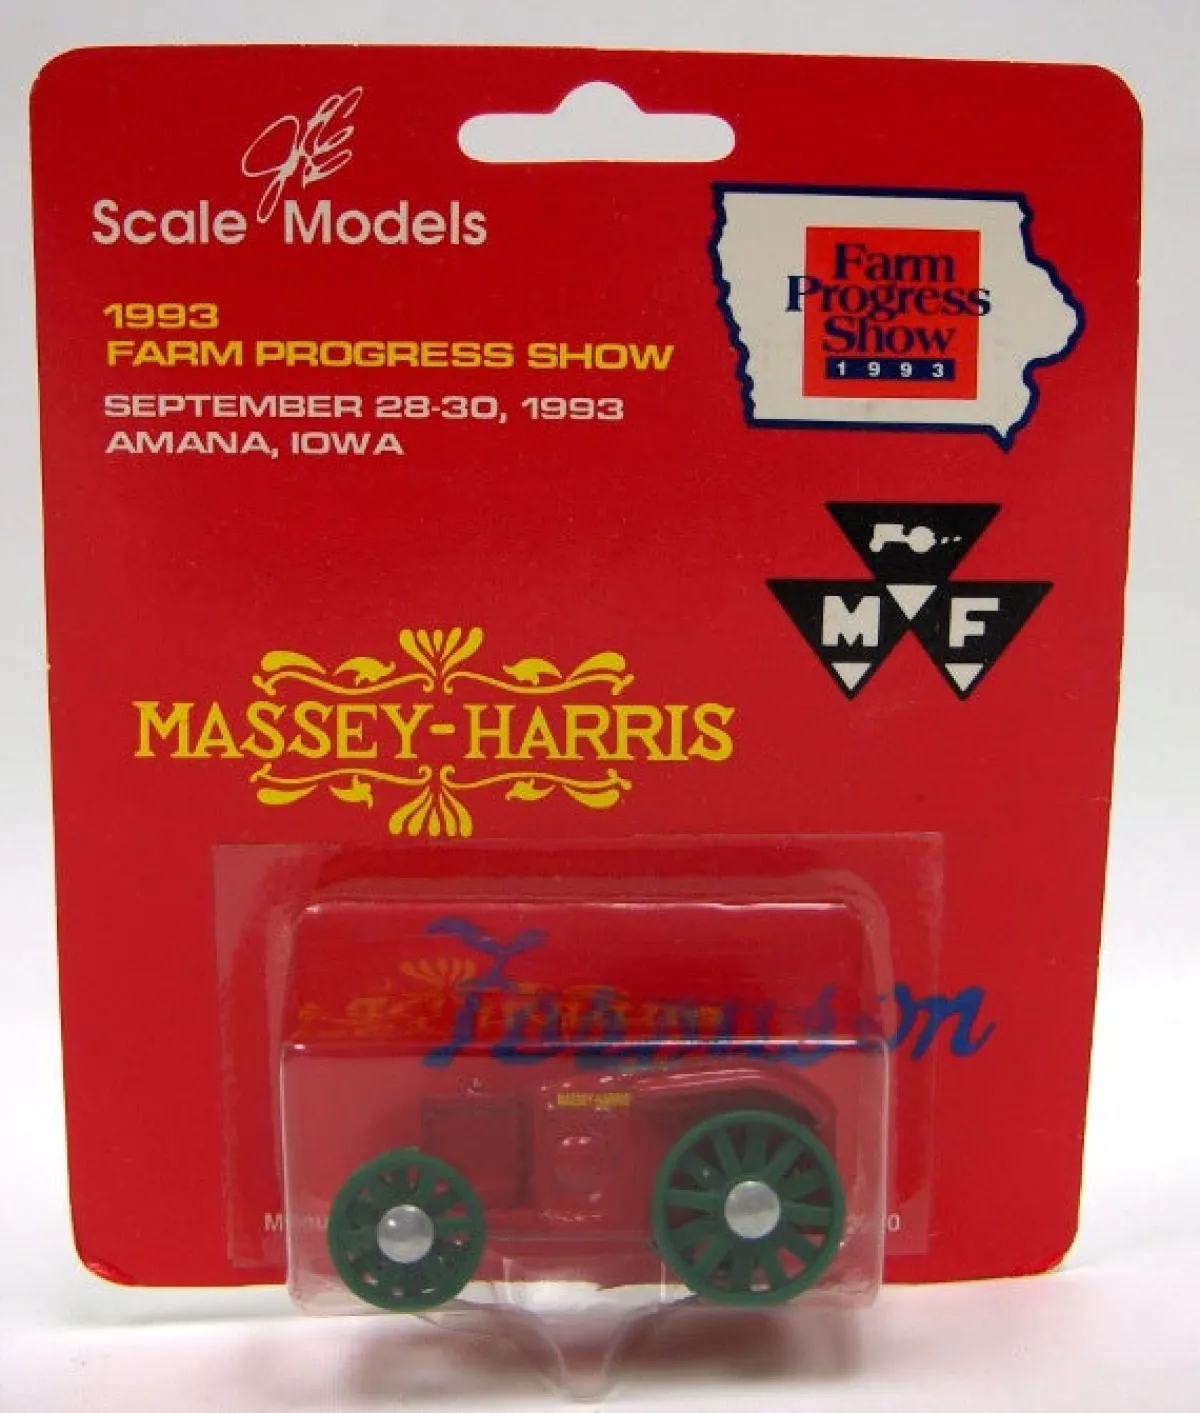 Scale Models
1993
FARM PROGRESS SHOW
SEPTEMBER 28-30, 1993
AMANA, IOWA
Farm
Progress
Show
1993
M F
MASSEY-HARRIS
Ferguson
MASSEY-HARRIS